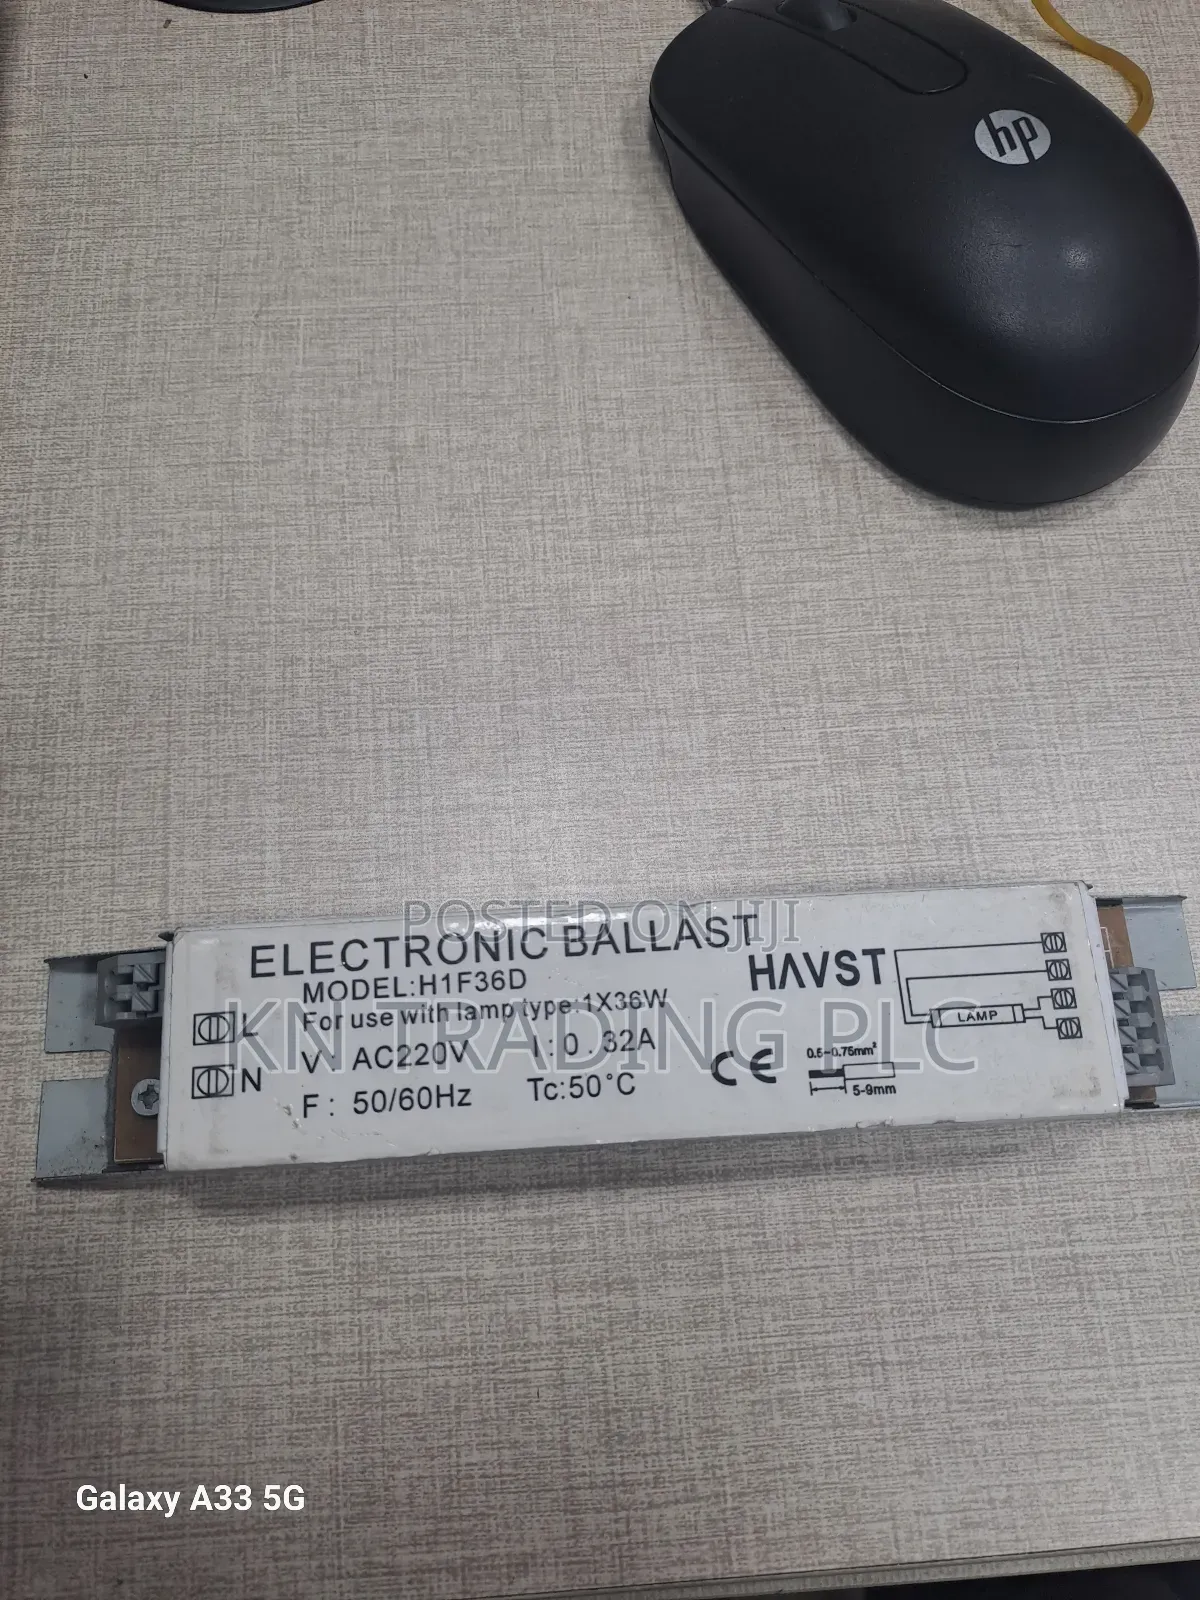 hp
POSTED ON JIJI
ELECTRONIC BALLAST
MODEL:H1F36D
HΛVST
For use with lamp type:1X36W
KN TRADING PLC
L
LAMP
V : AC220V I : 0 . 32A
N
F : 50/60Hz Tc:50°C
CE
0.5-0.75mm²
5-9mm
Galaxy A33 5G